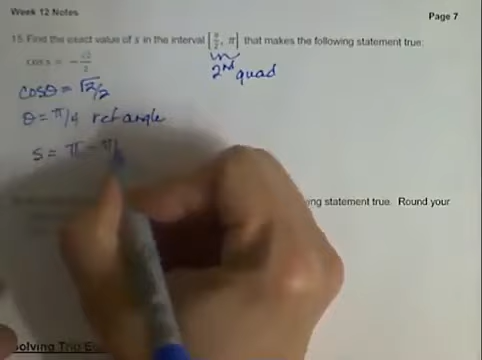 Week 12 Notes
Page 7
15. Find the exact value of s in the interval [π/2, π] that makes the following statement true:
cos s = -√2/2
in
2nd quad
cosθ = √2/2
θ = π/4 ref angle
s = π - π/
ing statement true. Round your
Solving Trig E